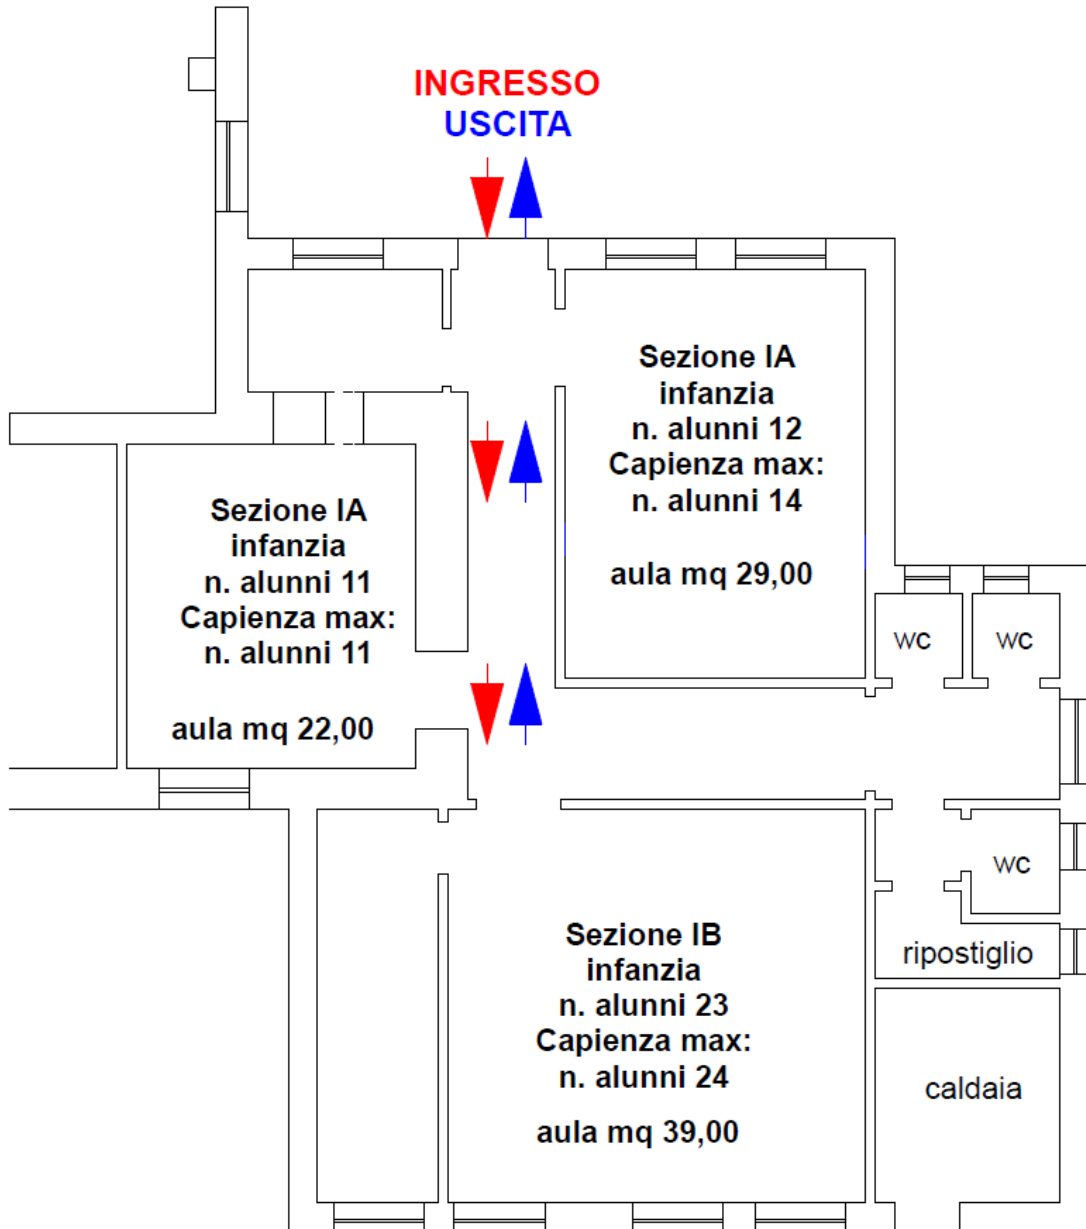 INGRESSO
USCITA
Sezione IA
infanzia
n. alunni 12
Capienza max:
n. alunni 14
aula mq 29,00
Sezione IA
infanzia
n. alunni 11
Capienza max:
n. alunni 11
aula mq 22,00
wc
wc
wc
ripostiglio
Sezione IB
infanzia
n. alunni 23
Capienza max:
n. alunni 24
aula mq 39,00
caldaia